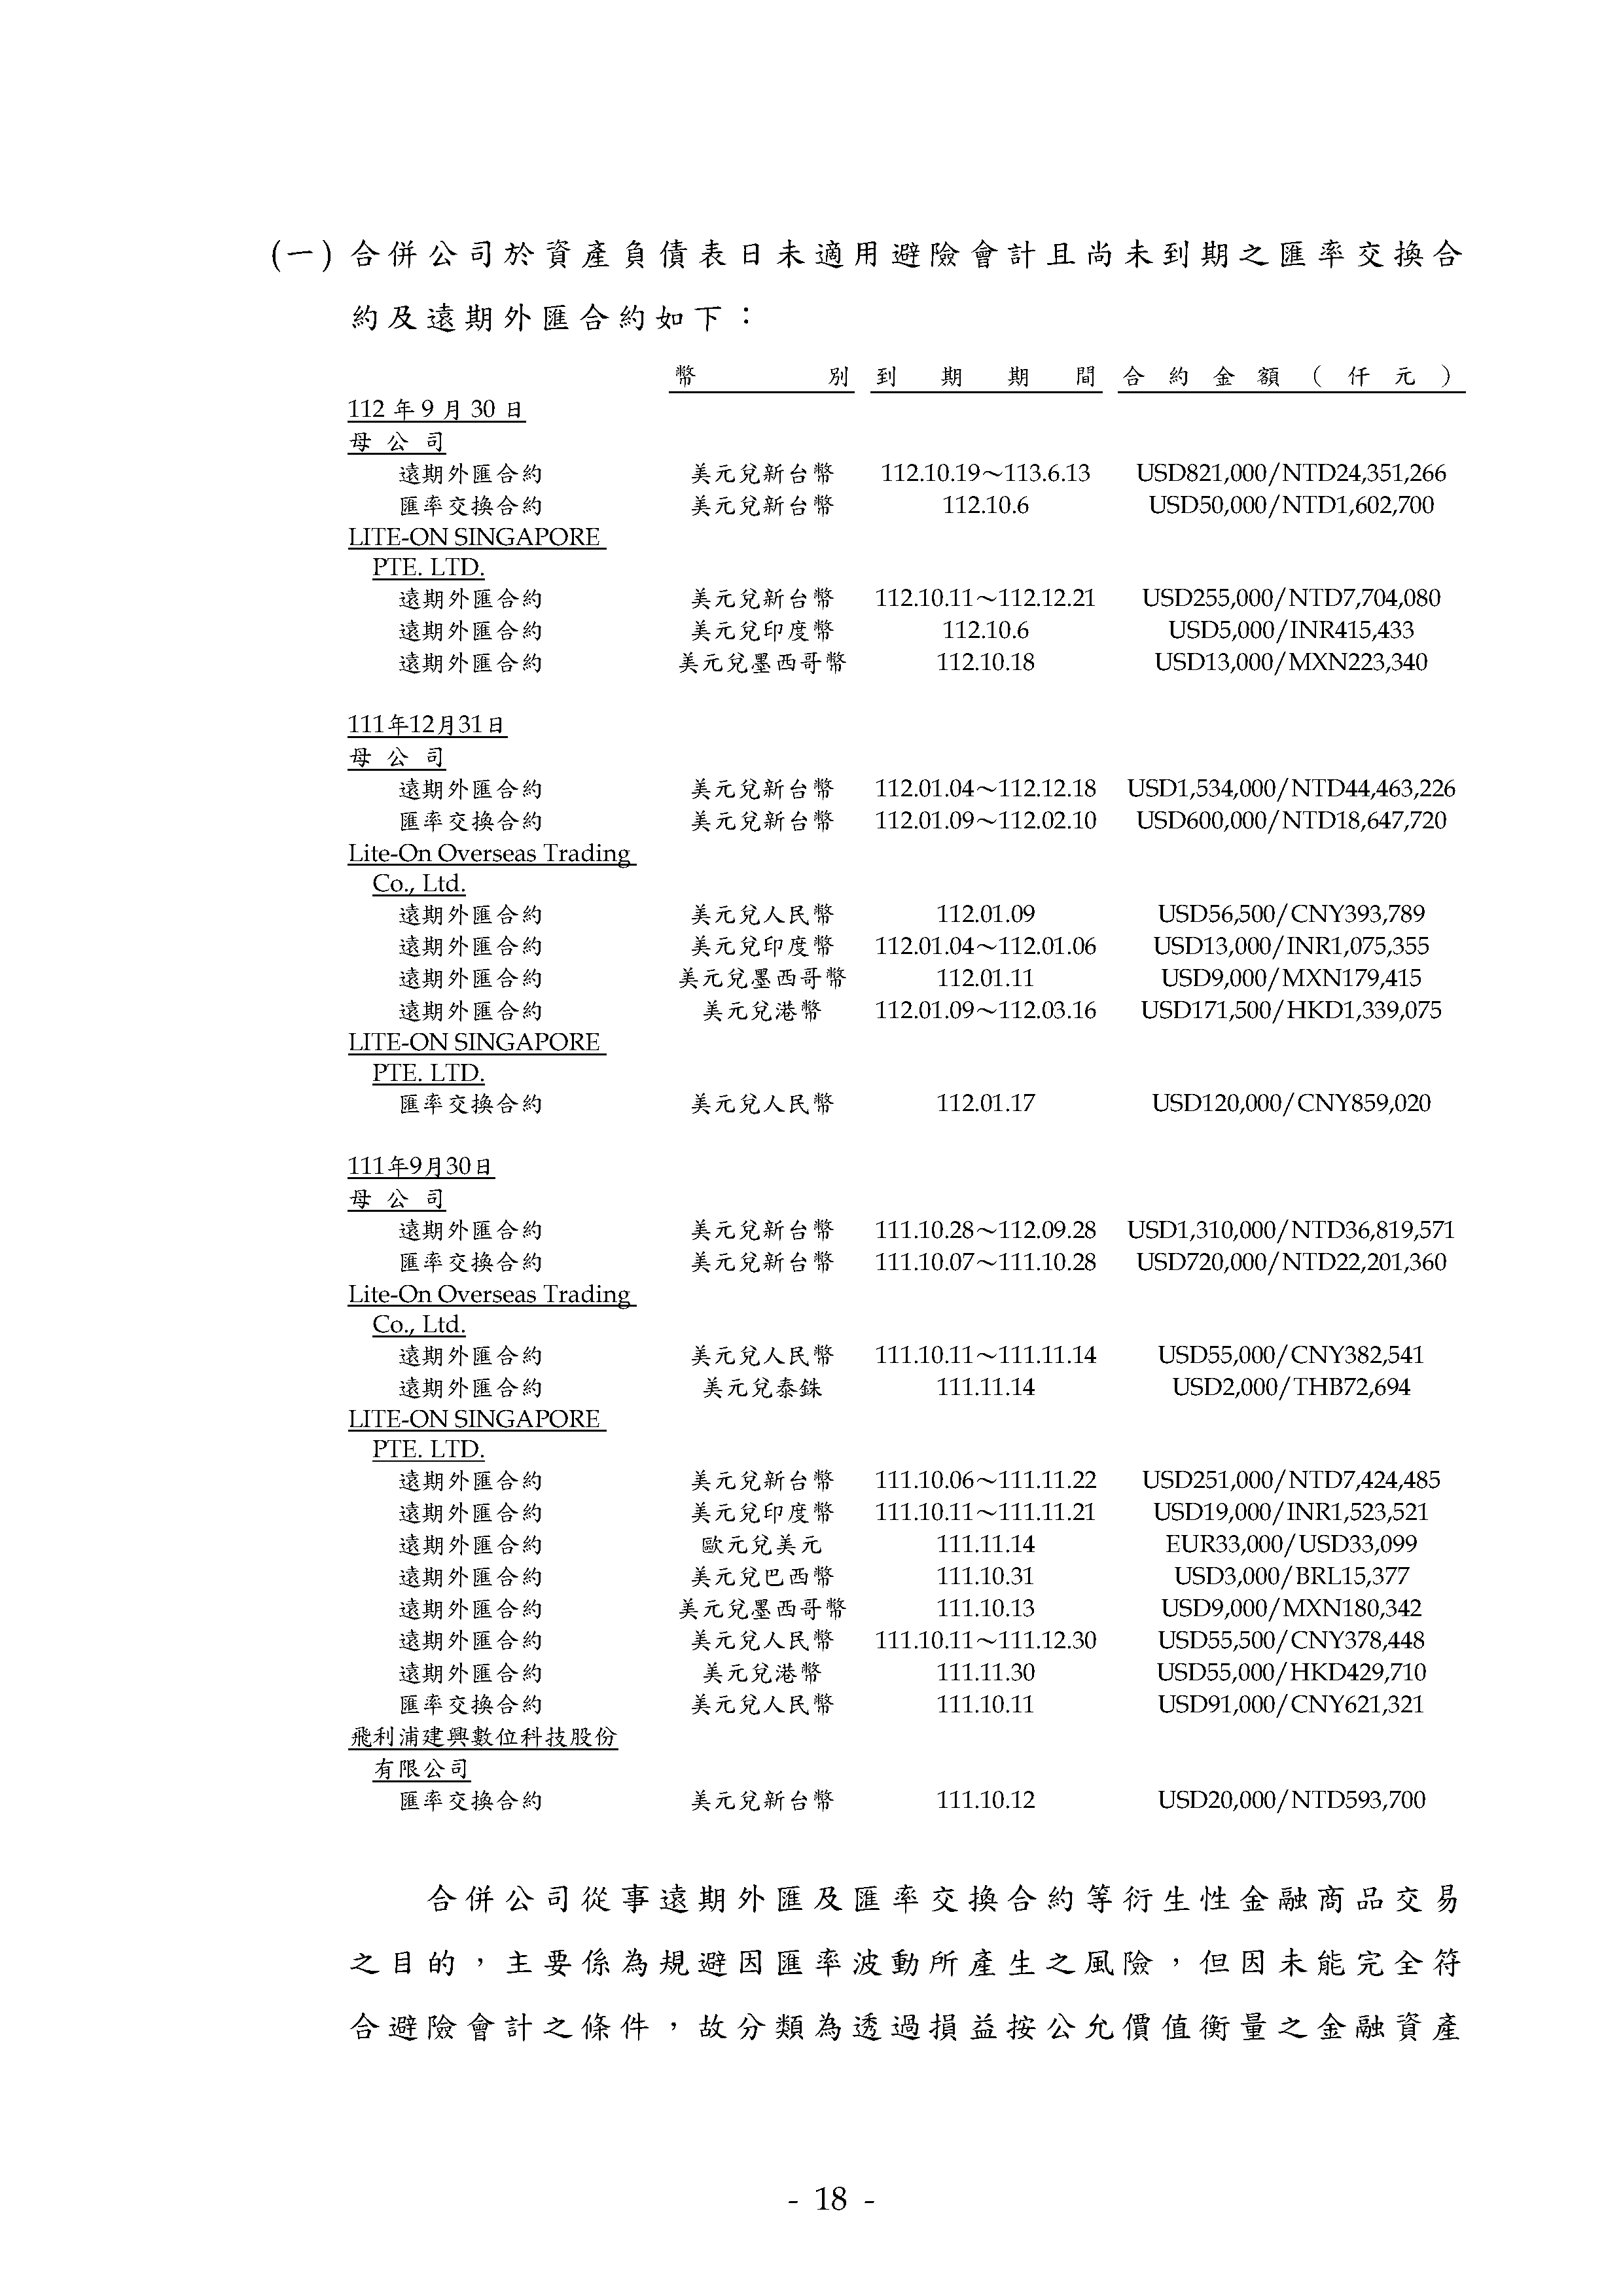 (一) 合併公司於資產負債表日未適用避險會計且尚未到期之匯率交換合
約及遠期外匯合約如下：
幣別 到期期間 合約金額（仟元）
112 年 9 月 30 日
母公司
遠期外匯合約 美元兌新台幣 112.10.19～113.6.13 USD821,000/NTD24,351,266
匯率交換合約 美元兌新台幣 112.10.6 USD50,000/NTD1,602,700
LITE-ON SINGAPORE
PTE. LTD.
遠期外匯合約 美元兌新台幣 112.10.11～112.12.21 USD255,000/NTD7,704,080
遠期外匯合約 美元兌印度幣 112.10.6 USD5,000/INR415,433
遠期外匯合約 美元兌墨西哥幣 112.10.18 USD13,000/MXN223,340
111年12月31日
母公司
遠期外匯合約 美元兌新台幣 112.01.04～112.12.18 USD1,534,000/NTD44,463,226
匯率交換合約 美元兌新台幣 112.01.09～112.02.10 USD600,000/NTD18,647,720
Lite-On Overseas Trading
Co., Ltd.
遠期外匯合約 美元兌人民幣 112.01.09 USD56,500/CNY393,789
遠期外匯合約 美元兌印度幣 112.01.04～112.01.06 USD13,000/INR1,075,355
遠期外匯合約 美元兌墨西哥幣 112.01.11 USD9,000/MXN179,415
遠期外匯合約 美元兌港幣 112.01.09～112.03.16 USD171,500/HKD1,339,075
LITE-ON SINGAPORE
PTE. LTD.
匯率交換合約 美元兌人民幣 112.01.17 USD120,000/CNY859,020
111年9月30日
母公司
遠期外匯合約 美元兌新台幣 111.10.28～112.09.28 USD1,310,000/NTD36,819,571
匯率交換合約 美元兌新台幣 111.10.07～111.10.28 USD720,000/NTD22,201,360
Lite-On Overseas Trading
Co., Ltd.
遠期外匯合約 美元兌人民幣 111.10.11～111.11.14 USD55,000/CNY382,541
遠期外匯合約 美元兌泰銖 111.11.14 USD2,000/THB72,694
LITE-ON SINGAPORE
PTE. LTD.
遠期外匯合約 美元兌新台幣 111.10.06～111.11.22 USD251,000/NTD7,424,485
遠期外匯合約 美元兌印度幣 111.10.11～111.11.21 USD19,000/INR1,523,521
遠期外匯合約 歐元兌美元 111.11.14 EUR33,000/USD33,099
遠期外匯合約 美元兌巴西幣 111.10.31 USD3,000/BRL15,377
遠期外匯合約 美元兌墨西哥幣 111.10.13 USD9,000/MXN180,342
遠期外匯合約 美元兌人民幣 111.10.11～111.12.30 USD55,500/CNY378,448
遠期外匯合約 美元兌港幣 111.11.30 USD55,000/HKD429,710
匯率交換合約 美元兌人民幣 111.10.11 USD91,000/CNY621,321
飛利浦建興數位科技股份
有限公司
匯率交換合約 美元兌新台幣 111.10.12 USD20,000/NTD593,700
合併公司從事遠期外匯及匯率交換合約等衍生性金融商品交易
之目的，主要係為規避因匯率波動所產生之風險，但因未能完全符
合避險會計之條件，故分類為透過損益按公允價值衡量之金融資產
- 18 -